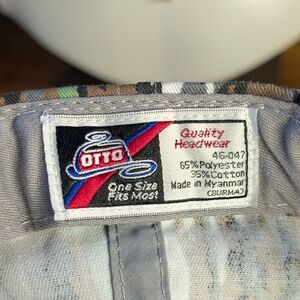 OTTO
One Size
Fits Most
Quality
Headwear
46-047
65% Polyester
35% Cotton
Made in Myanmar
(BURMA)